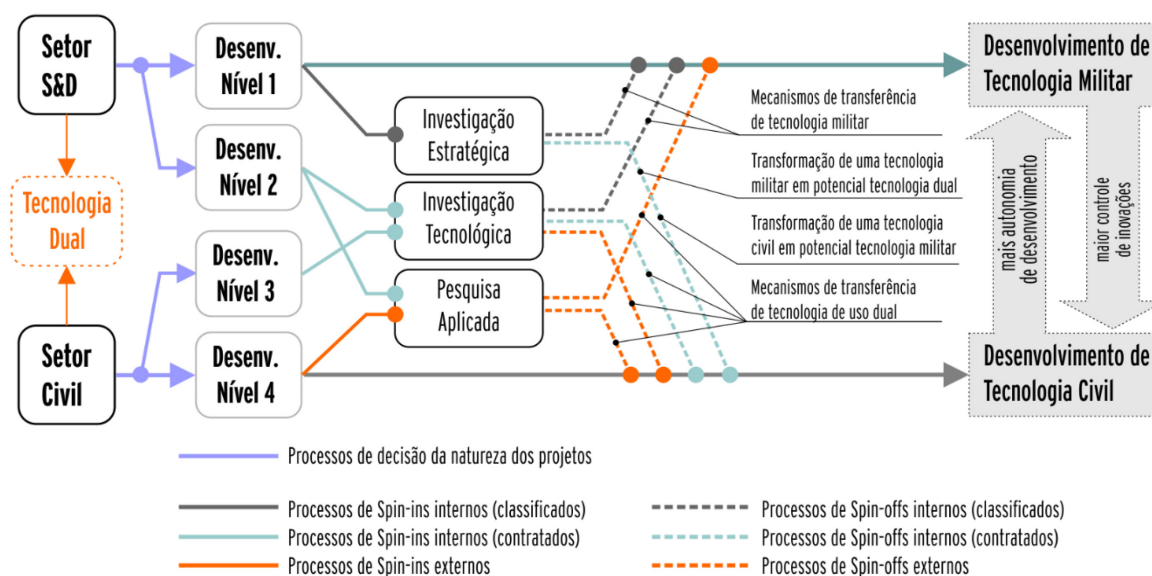 Setor
S&D
Tecnologia
Dual
Setor
Civil
Desenv.
Nível 1
Desenv.
Nível 2
Desenv.
Nível 3
Desenv.
Nível 4
Investigação
Estratégica
Investigação
Tecnológica
Pesquisa
Aplicada
Mecanismos de transferência
de tecnologia militar
Transformação de uma tecnologia
militar em potencial tecnologia dual
Transformação de uma tecnologia
civil em potencial tecnologia militar
Mecanismos de transferência
de tecnologia de uso dual
Desenvolvimento de
Tecnologia Militar
mais autonomia
de desenvolvimento
maior controle
de inovações
Desenvolvimento de
Tecnologia Civil
Processos de decisão da natureza dos projetos
Processos de Spin-ins internos (classificados)
Processos de Spin-ins internos (contratados)
Processos de Spin-ins externos
Processos de Spin-offs internos (classificados)
Processos de Spin-offs internos (contratados)
Processos de Spin-offs externos